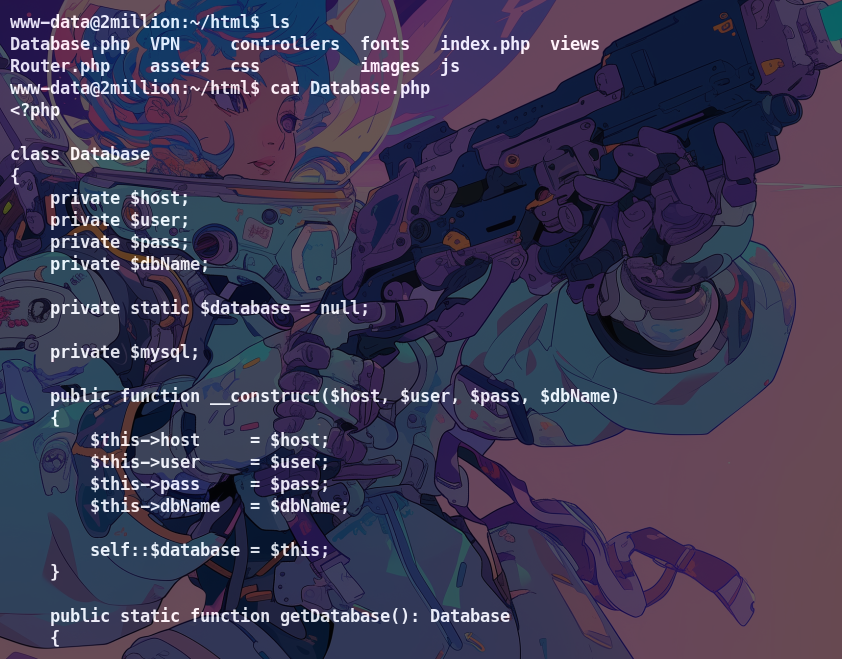 www-data@2million:~/html$ ls
Database.php  VPN     controllers  fonts   index.php  views
Router.php    assets  css          images  js
www-data@2million:~/html$ cat Database.php
<?php

class Database
{
    private $host;
    private $user;
    private $pass;
    private $dbName;

    private static $database = null;

    private $mysql;

    public function __construct($host, $user, $pass, $dbName)
    {
        $this->host     = $host;
        $this->user     = $user;
        $this->pass     = $pass;
        $this->dbName   = $dbName;

        self::$database = $this;
    }

    public static function getDatabase(): Database
    {